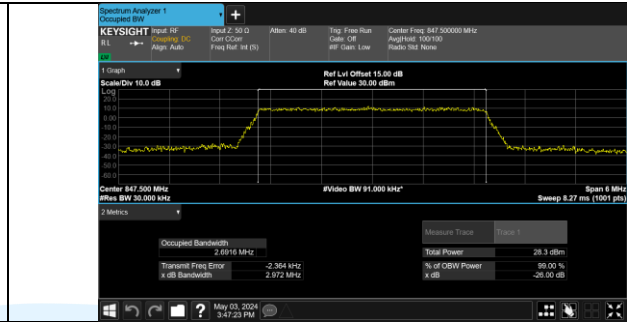 Spectrum Analyzer 1
Occupied BW
+
KEYSIGHT Input: RF Input Z: 50 Ω Atten: 40 dB Trig: Free Run Center Freq: 847.500000 MHz
RL Coupling: DC Corr CCorr Gate: Off Avg|Hold: 100/100
Align: Auto Freq Ref: Int (S) #IF Gain: Low Radio Std: None
1 Graph
Ref Lvl Offset 15.00 dB
Scale/Div 10.0 dB Ref Value 30.00 dBm
Log
20.0
10.0
0.00
-10.0
-20.0
-30.0
-40.0
-50.0
-60.0
Center 847.500 MHz #Video BW 91.000 kHz* Span 6 MHz
#Res BW 30.000 kHz Sweep 8.27 ms (1001 pts)
2 Metrics
Measure Trace Trace 1
Occupied Bandwidth
2.6916 MHz Total Power 28.3 dBm
Transmit Freq Error -2.364 kHz % of OBW Power 99.00 %
x dB Bandwidth 2.972 MHz x dB -26.00 dB
? May 03, 2024
3:47:23 PM